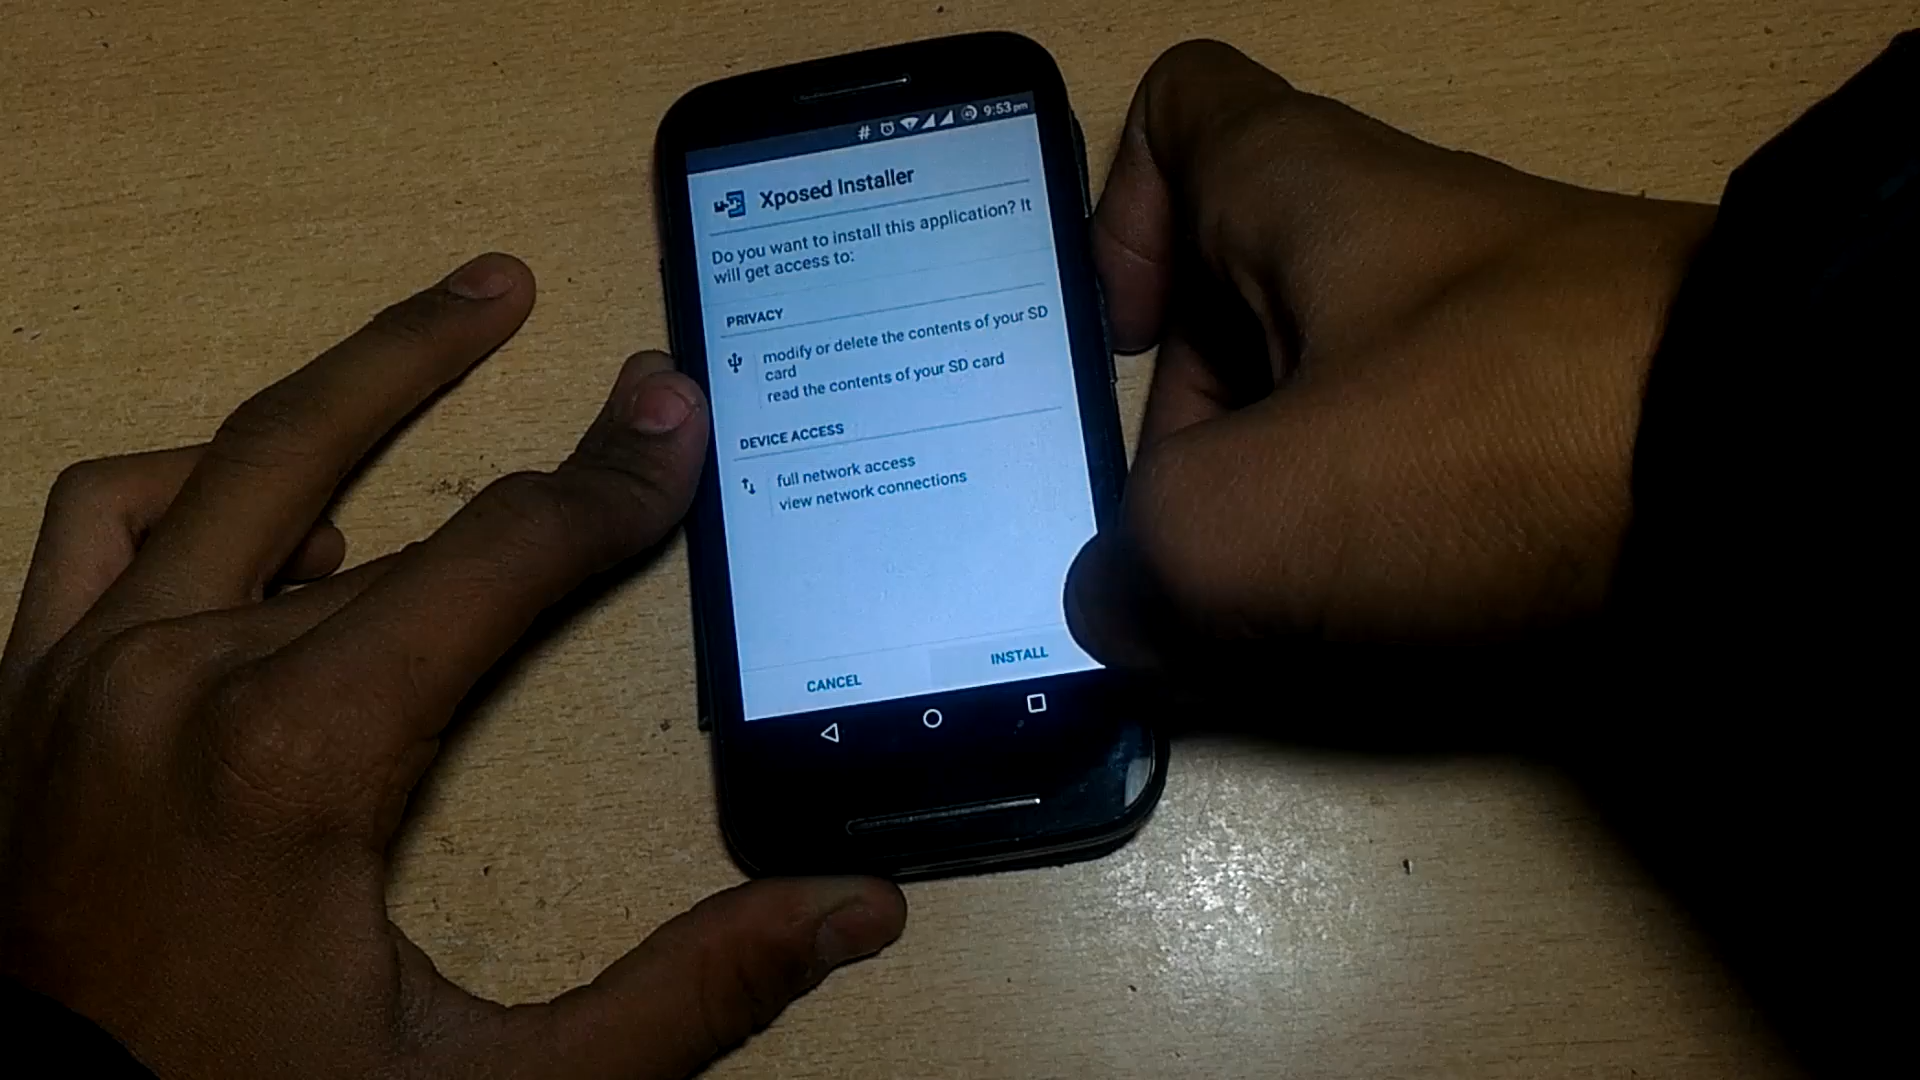 # 9:53 pm
Xposed Installer
Do you want to install this application? It
will get access to:
PRIVACY
modify or delete the contents of your SD
card
read the contents of your SD card
DEVICE ACCESS
full network access
view network connections
CANCEL INSTALL